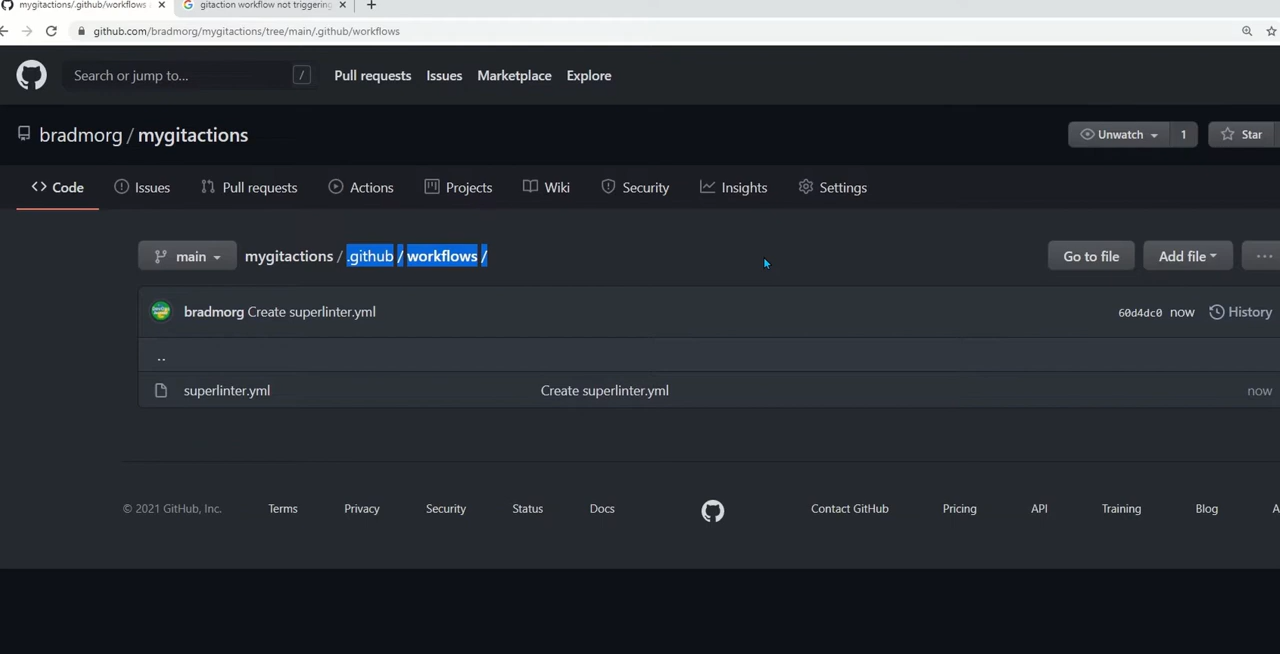 mygitactions/.github/workflows
gitaction workflow not triggering
github.com/bradmorg/mygitactions/tree/main/.github/workflows
Search or jump to... / Pull requests Issues Marketplace Explore
bradmorg / mygitactions Unwatch 1 Star
<> Code Issues Pull requests Actions Projects Wiki Security Insights Settings
main mygitactions / .github / workflows / Go to file Add file ...
bradmorg Create superlinter.yml 60d4dc0 now History
..
superlinter.yml Create superlinter.yml now
© 2021 GitHub, Inc. Terms Privacy Security Status Docs Contact GitHub Pricing API Training Blog A